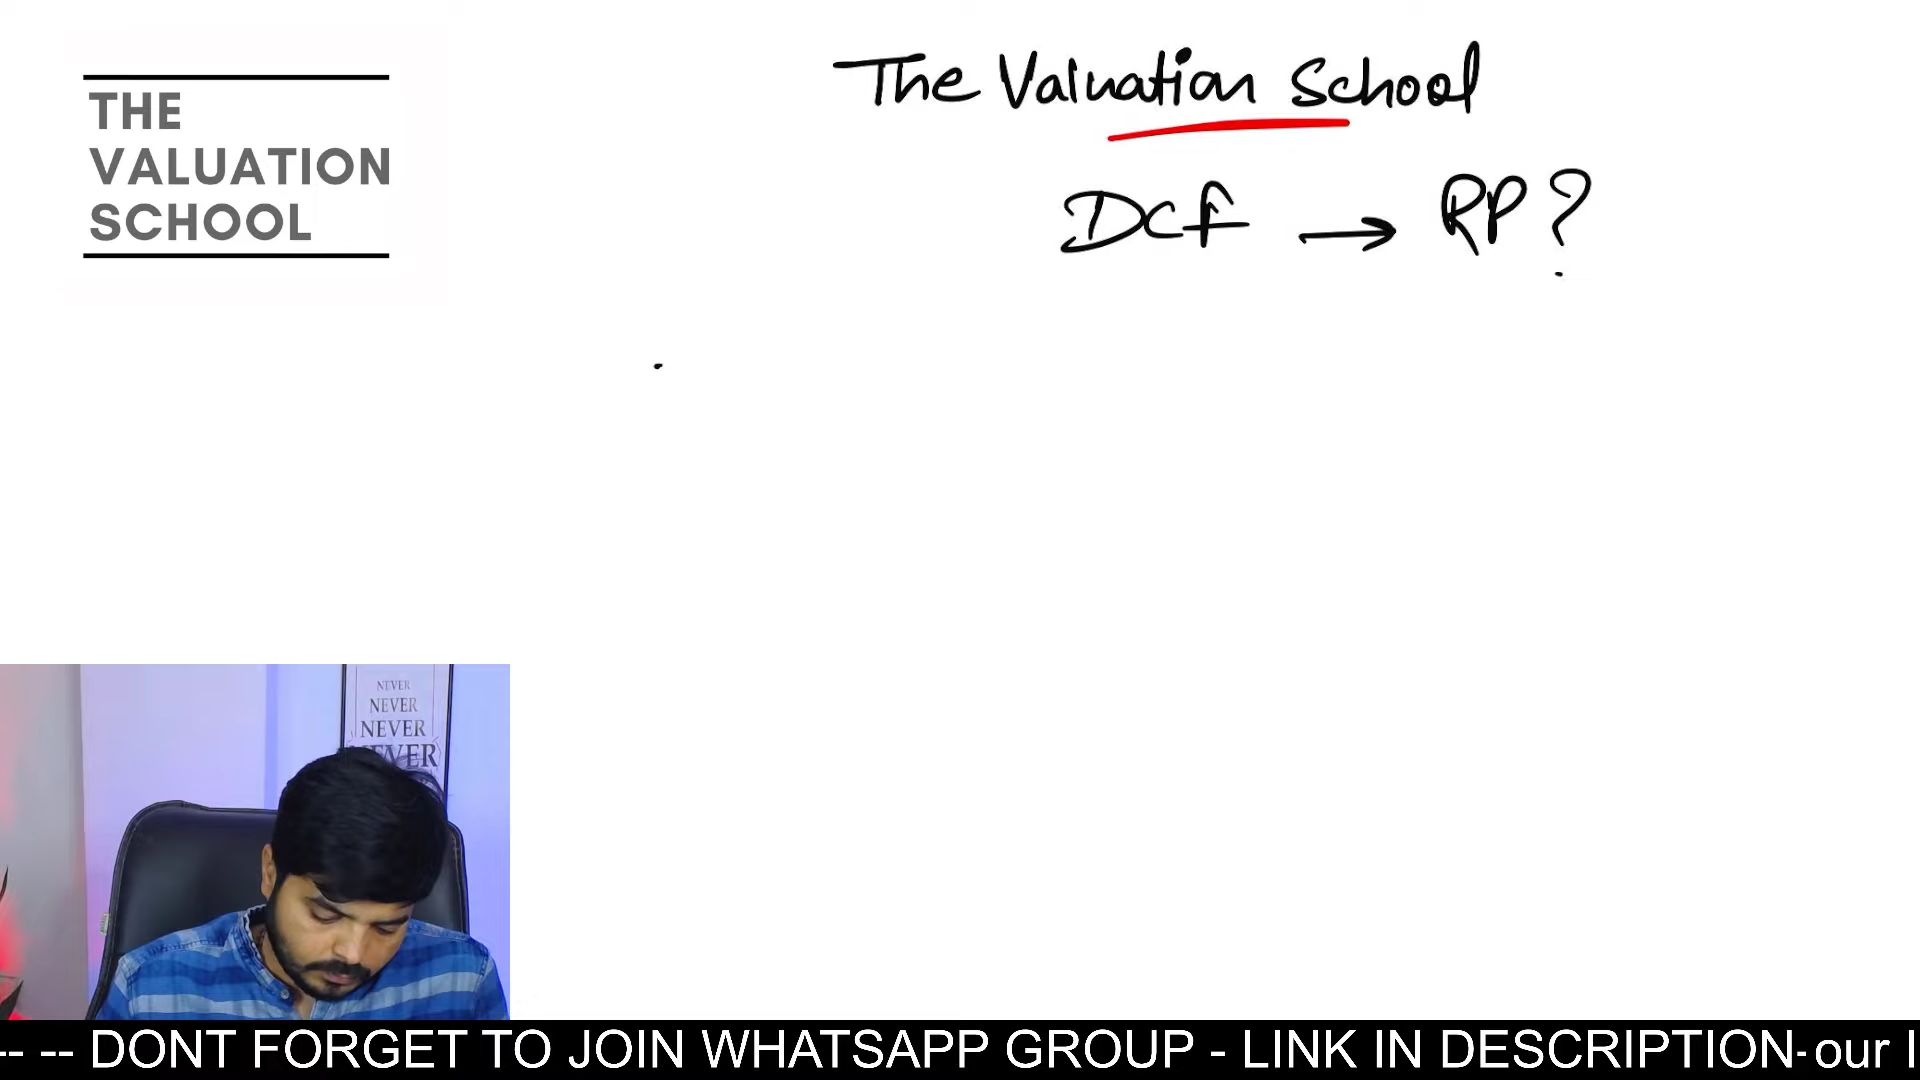 THE
VALUATION
SCHOOL
The Valuation School
DCF → RP?
NEVER
NEVER
NEVER
NEVER
-- -- DONT FORGET TO JOIN WHATSAPP GROUP - LINK IN DESCRIPTION- our l